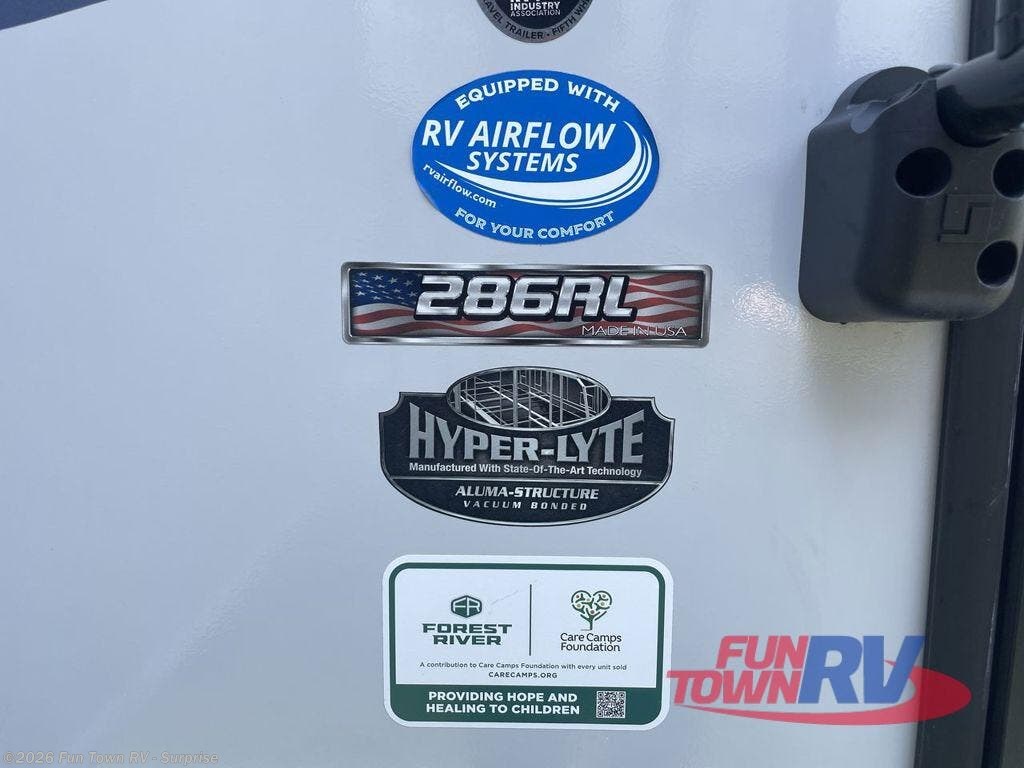 INDUSTRY
ASSOCIATION
TRAVEL TRAILER • FIFTH
EQUIPPED WITH
RV AIRFLOW
SYSTEMS
rvairflow.com
FOR YOUR COMFORT
286RL
MADE IN USA
HYPER-LYTE
Manufactured With State-Of-The-Art Technology
ALUMA-STRUCTURE
VACUUM BONDED
FR
FOREST
RIVER
Care Camps
Foundation
A contribution to Care Camps Foundation with every unit sold
CARECAMPS.ORG
PROVIDING HOPE AND
HEALING TO CHILDREN
FUN
TOWN RV
©2026 Fun Town RV - Surprise